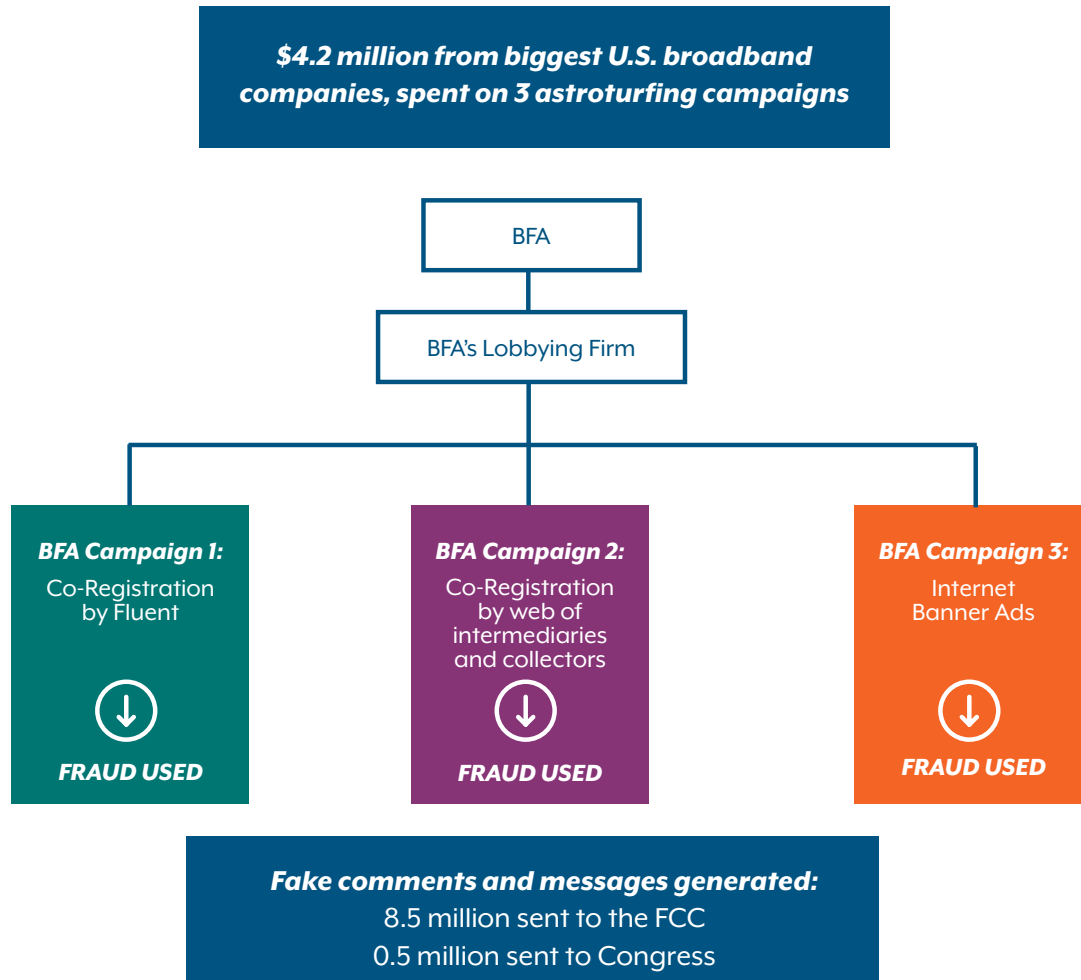 $4.2 million from biggest U.S. broadband
companies, spent on 3 astroturfing campaigns
BFA
BFA’s Lobbying Firm
BFA Campaign 1:
Co-Registration
by Fluent
FRAUD USED
BFA Campaign 2:
Co-Registration
by web of
intermediaries
and collectors
FRAUD USED
BFA Campaign 3:
Internet
Banner Ads
FRAUD USED
Fake comments and messages generated:
8.5 million sent to the FCC
0.5 million sent to Congress